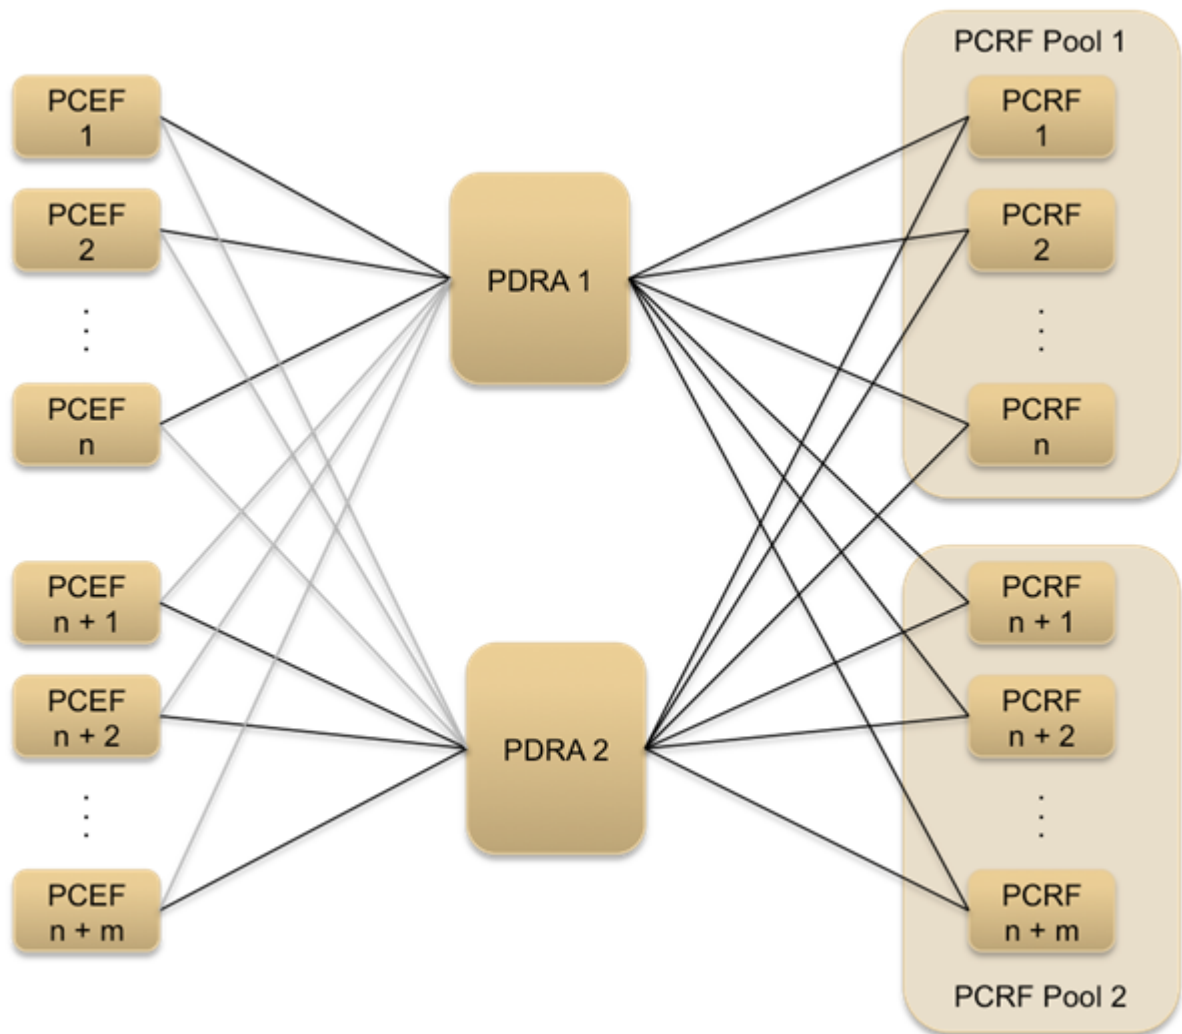 PCRF Pool 1
PCEF
1
PCEF
2
PCEF
n
PCEF
n + 1
PCEF
n + 2
PCEF
n + m
PDRA 1
PDRA 2
PCRF
1
PCRF
2
PCRF
n
PCRF
n + 1
PCRF
n + 2
PCRF
n + m
PCRF Pool 2